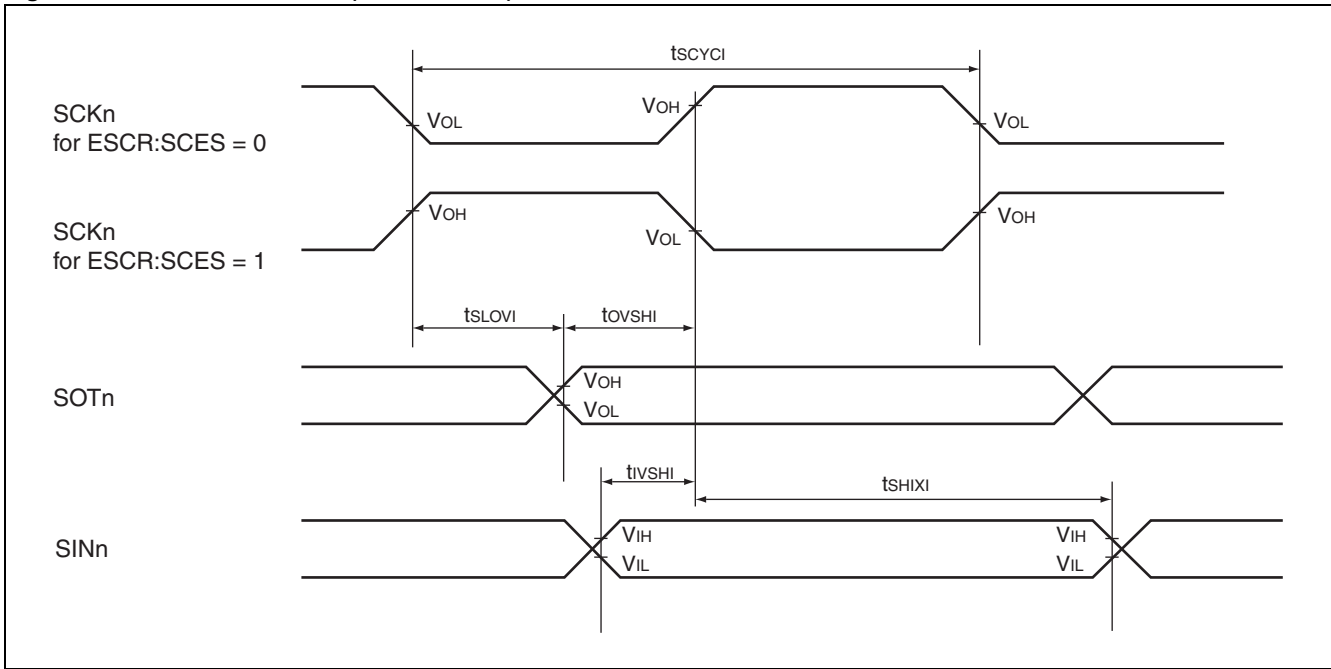 tSCYCI
SCKn
for ESCR:SCES = 0
VOL
VOH
VOL
SCKn
for ESCR:SCES = 1
VOH
VOL
VOH
tSLOVI
tOVSHI
SOTn
VOH
VOL
tIVSHI
tSHIXI
SINn
VIH
VIL
VIH
VIL